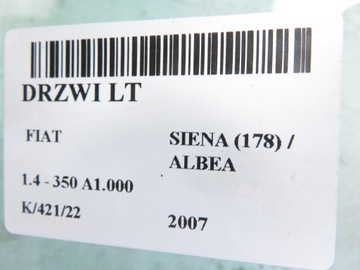 DRZWI LT
FIAT SIENA (178) /
ALBEA
1.4 - 350 A1.000
K/421/22 2007